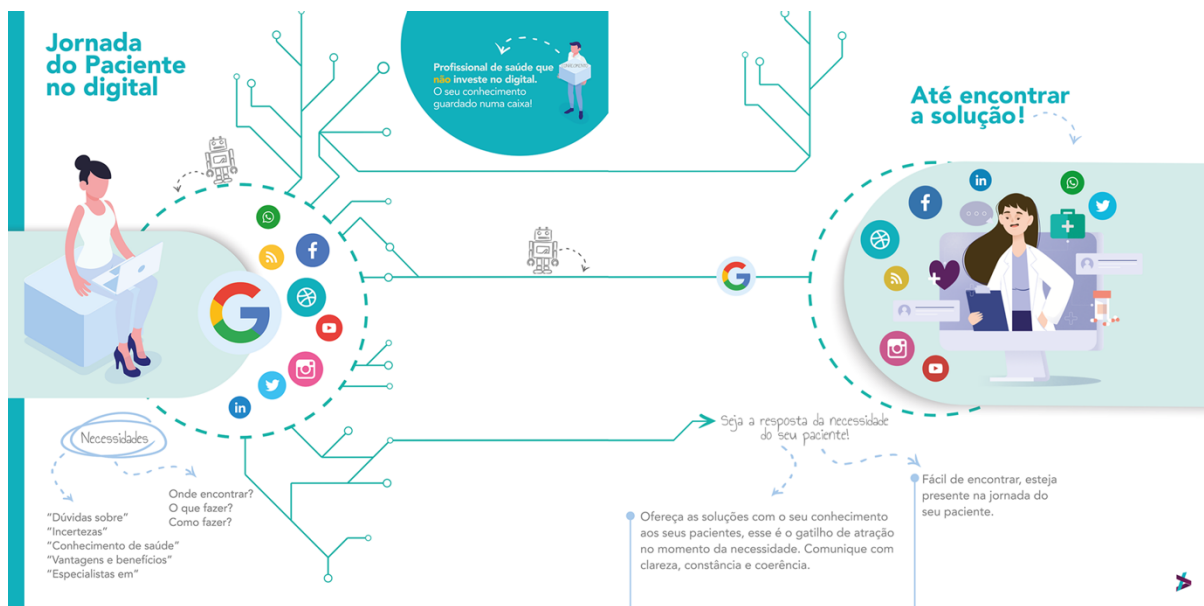 Jornada
do Paciente
no digital
Profissional de saúde que
não investe no digital.
O seu conhecimento
guardado numa caixa!
Até encontrar
a solução!
Necessidades
"Dúvidas sobre"
"Incertezas"
"Conhecimento de saúde"
"Vantagens e benefícios"
"Especialistas em"
Onde encontrar?
O que fazer?
Como fazer?
Seja a resposta da necessidade
do seu paciente!
Ofereça as soluções com o seu conhecimento
aos seus pacientes, esse é o gatilho de atração
no momento da necessidade. Comunique com
clareza, constância e coerência.
Fácil de encontrar, esteja
presente na jornada do
seu paciente.